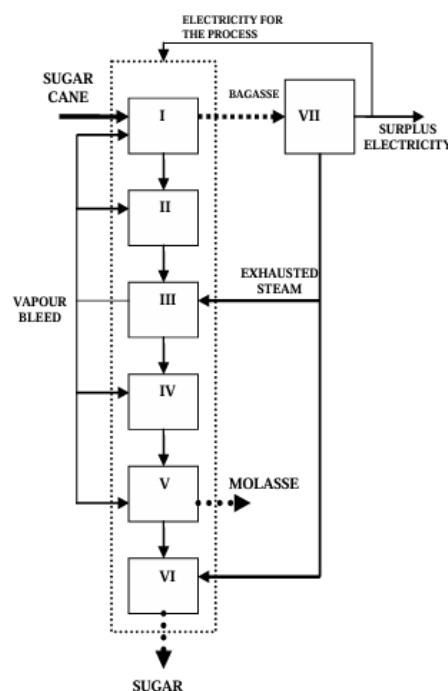 ELECTRICITY FOR
THE PROCESS
SUGAR
CANE
I
BAGASSE
VII
SURPLUS
ELECTRICITY
II
EXHAUSTED
STEAM
III
VAPOUR
BLEED
IV
V
MOLASSE
VI
SUGAR